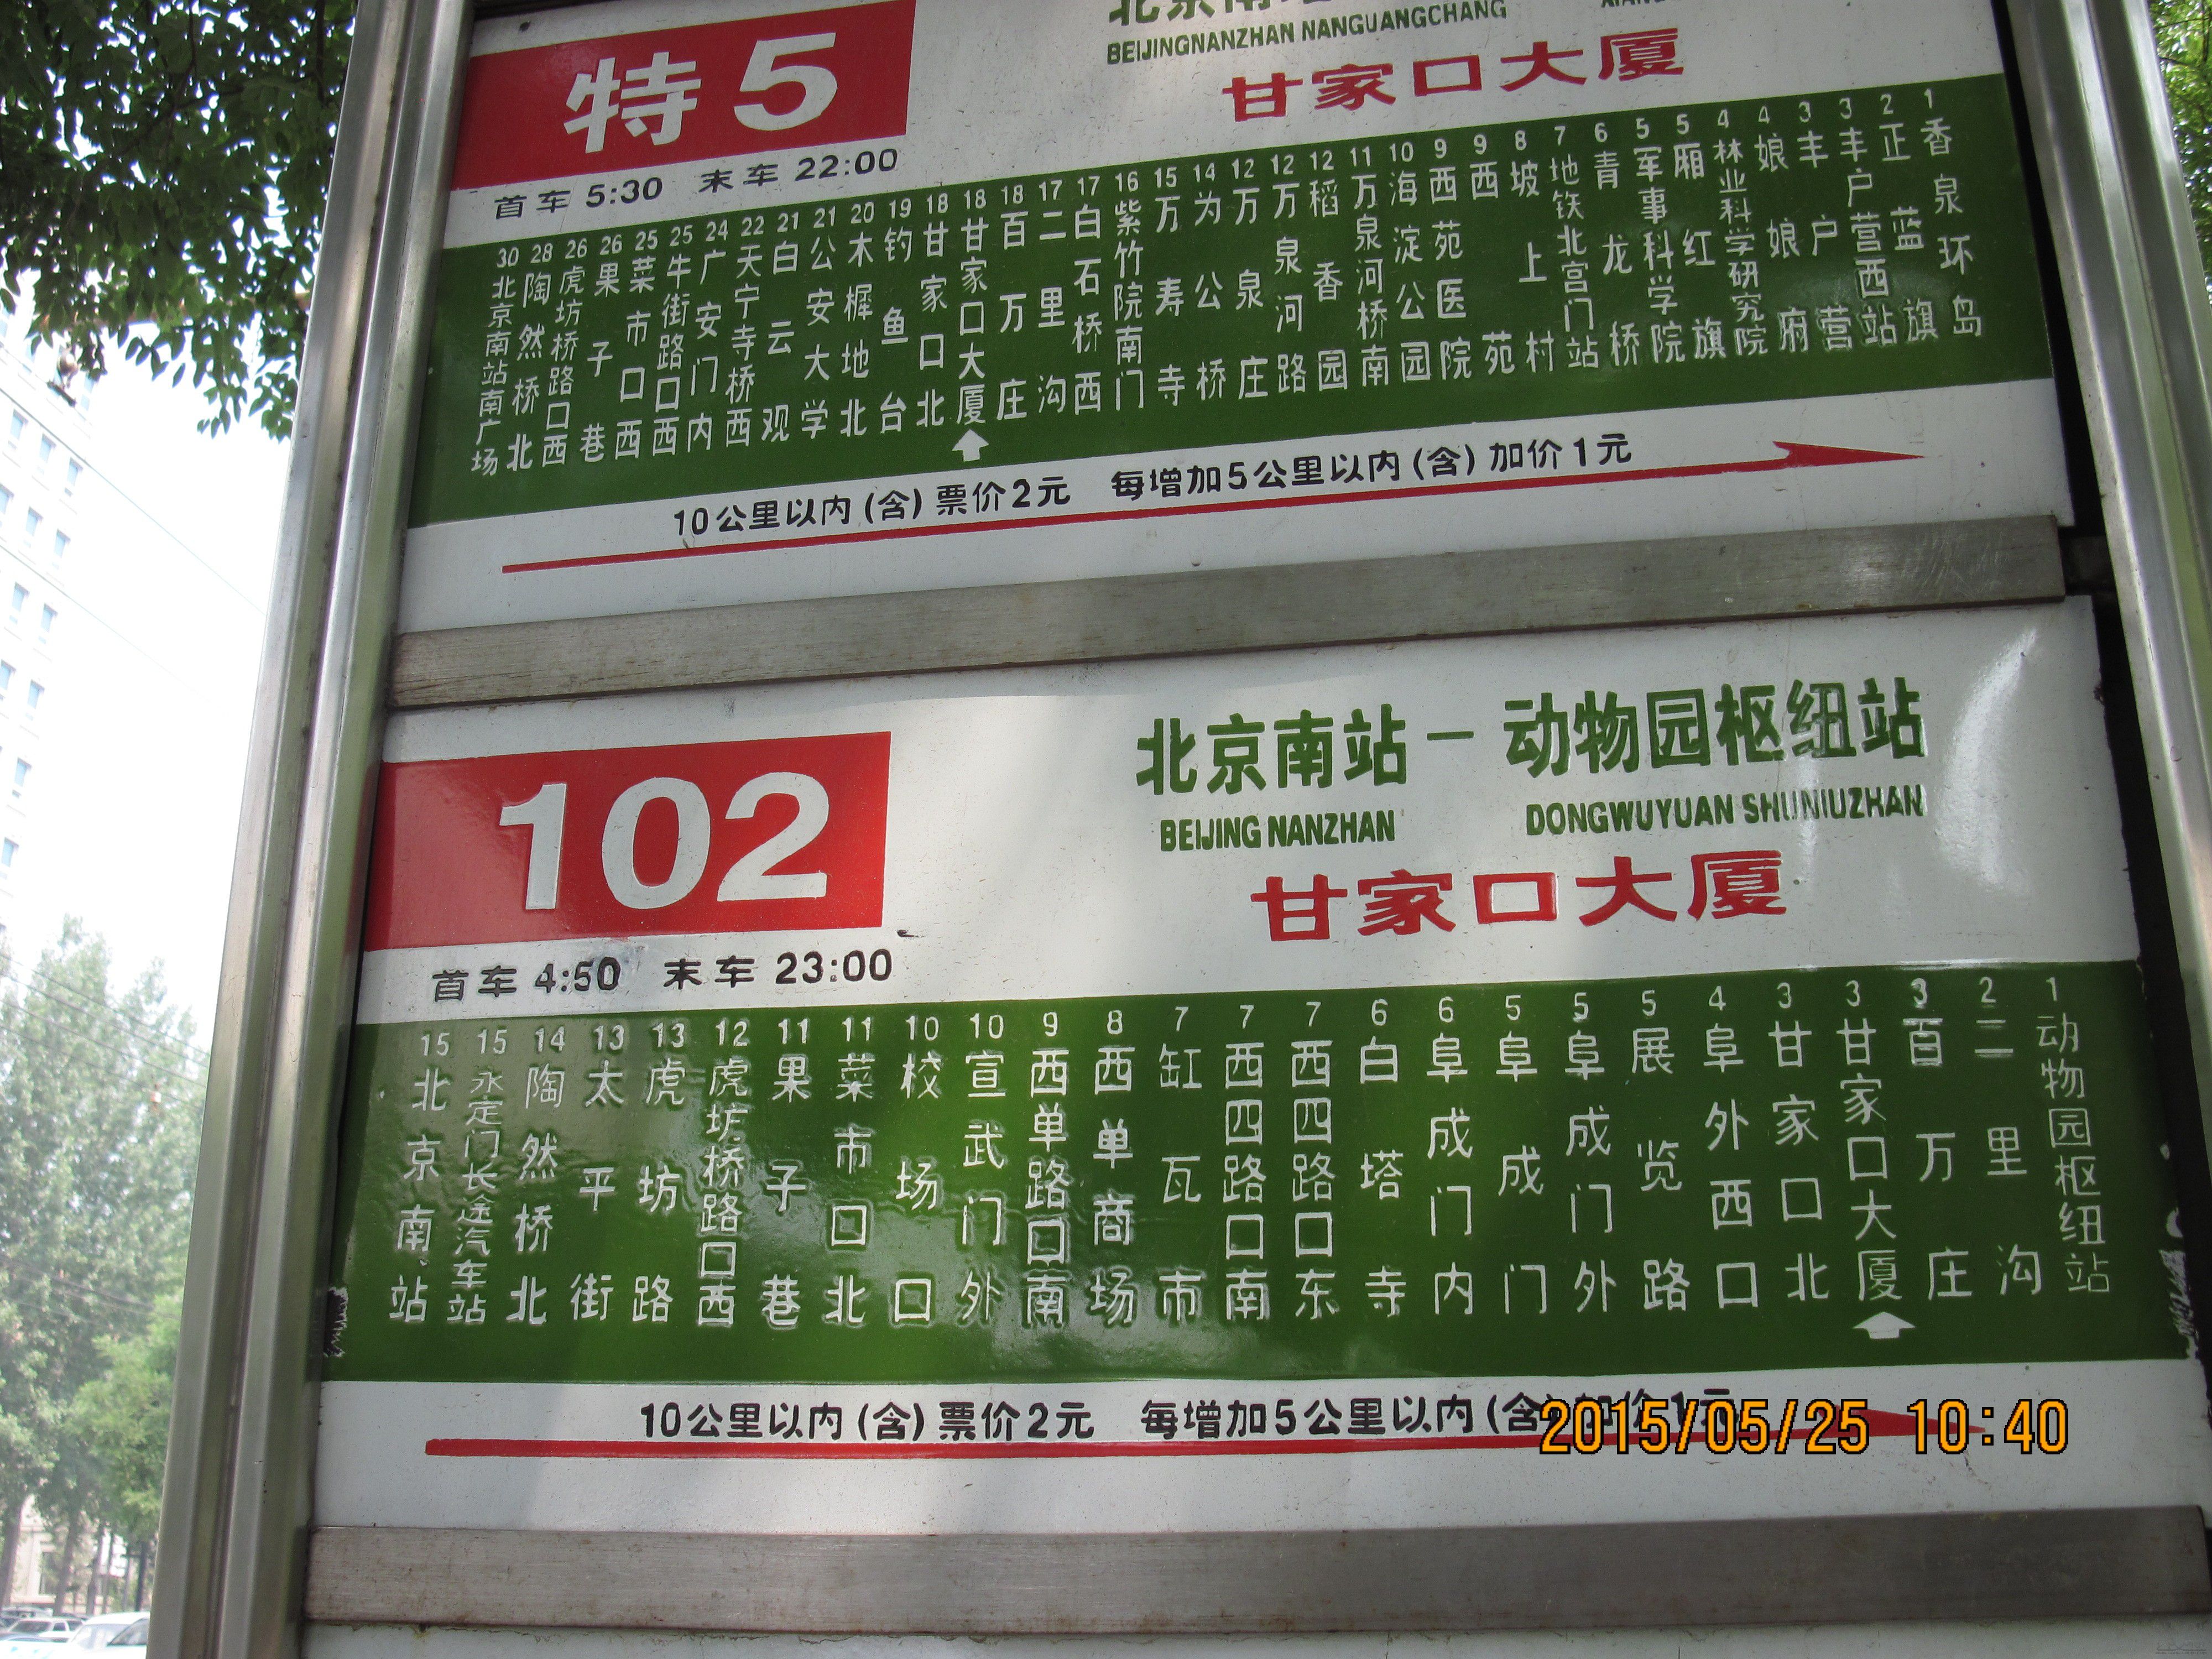 特5
北京南站
BEIJINGNANZHAN NANGUANGCHANG
甘家口大厦
首车 5:30 末车 22:00
30 北京南站南广场
28 陶然桥北
26 虎坊桥路口西
26 果子巷
25 菜市口西
25 牛街路口西
24 广安门内
22 天宁寺桥西
21 白云观
21 公安大学
20 木樨地北
19 钓鱼台
18 甘家口北
18 甘家口大厦
18 百万庄
17 二里沟
17 白石桥西
16 紫竹院南门
15 万寿寺
14 为公桥
12 万泉庄
12 万泉河路
12 稻香园
11 万泉河桥南
10 海淀公园
9 西苑医院
9 西苑
8 坡上村
7 地铁北宫门站
6 青龙桥
5 军事科学院
5 厢红旗
4 林业科学研究院
4 娘娘府
3 丰户营
3 丰户营西站
2 正蓝旗
1 香泉环岛
10公里以内(含)票价2元 每增加5公里以内(含)加价1元
102
北京南站－动物园枢纽站
BEIJING NANZHAN DONGWUYUAN SHUNIUZHAN
甘家口大厦
首车 4:50 末车 23:00
15 北京南站
15 永定门长途汽车站
14 陶然桥北
13 太平街
13 虎坊路
12 虎坊桥路口西
11 果子巷
11 菜市口北
10 校场口
10 宣武门外
9 西单路口南
8 西单商场
7 缸瓦市
7 西四路口南
7 西四路口东
6 白塔寺
6 阜成门内
5 阜成门
5 阜成门外
5 展览路
4 阜外西口
3 甘家口北
3 甘家口大厦
3 百万庄
2 二里沟
1 动物园枢纽站
10公里以内(含)票价2元 每增加5公里以内(含)加价1元
2015/05/25 10:40